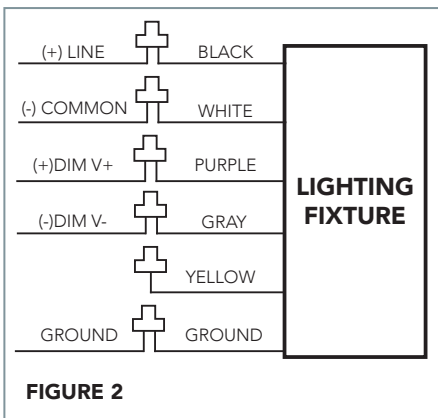 (+) LINE BLACK
(-) COMMON WHITE
(+)DIM V+ PURPLE
(-)DIM V- GRAY
YELLOW
GROUND GROUND
LIGHTING
FIXTURE
FIGURE 2